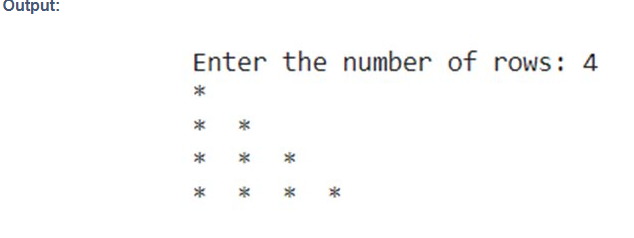 Output:
Enter the number of rows: 4
*
*  *
*  *  *
*  *  *  *